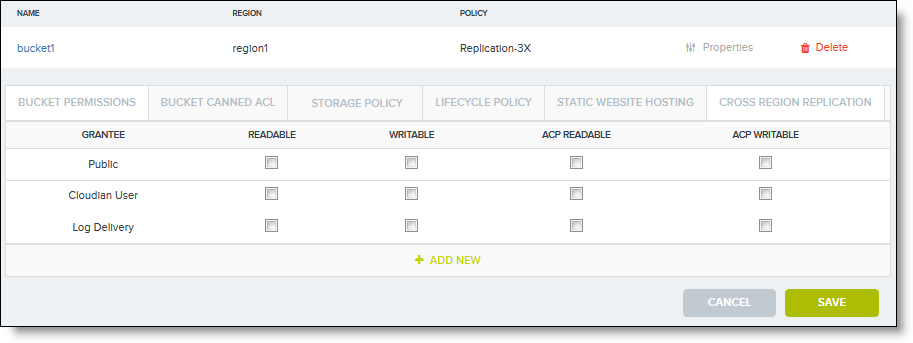 NAME REGION POLICY
bucket1 region1 Replication-3X Properties Delete
BUCKET PERMISSIONS BUCKET CANNED ACL STORAGE POLICY LIFECYCLE POLICY STATIC WEBSITE HOSTING CROSS REGION REPLICATION
GRANTEE READABLE WRITABLE ACP READABLE ACP WRITABLE
Public
Cloudian User
Log Delivery
+ ADD NEW
CANCEL SAVE